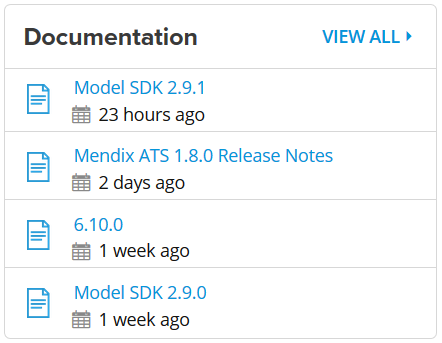 Documentation
VIEW ALL
Model SDK 2.9.1
23 hours ago
Mendix ATS 1.8.0 Release Notes
2 days ago
6.10.0
1 week ago
Model SDK 2.9.0
1 week ago